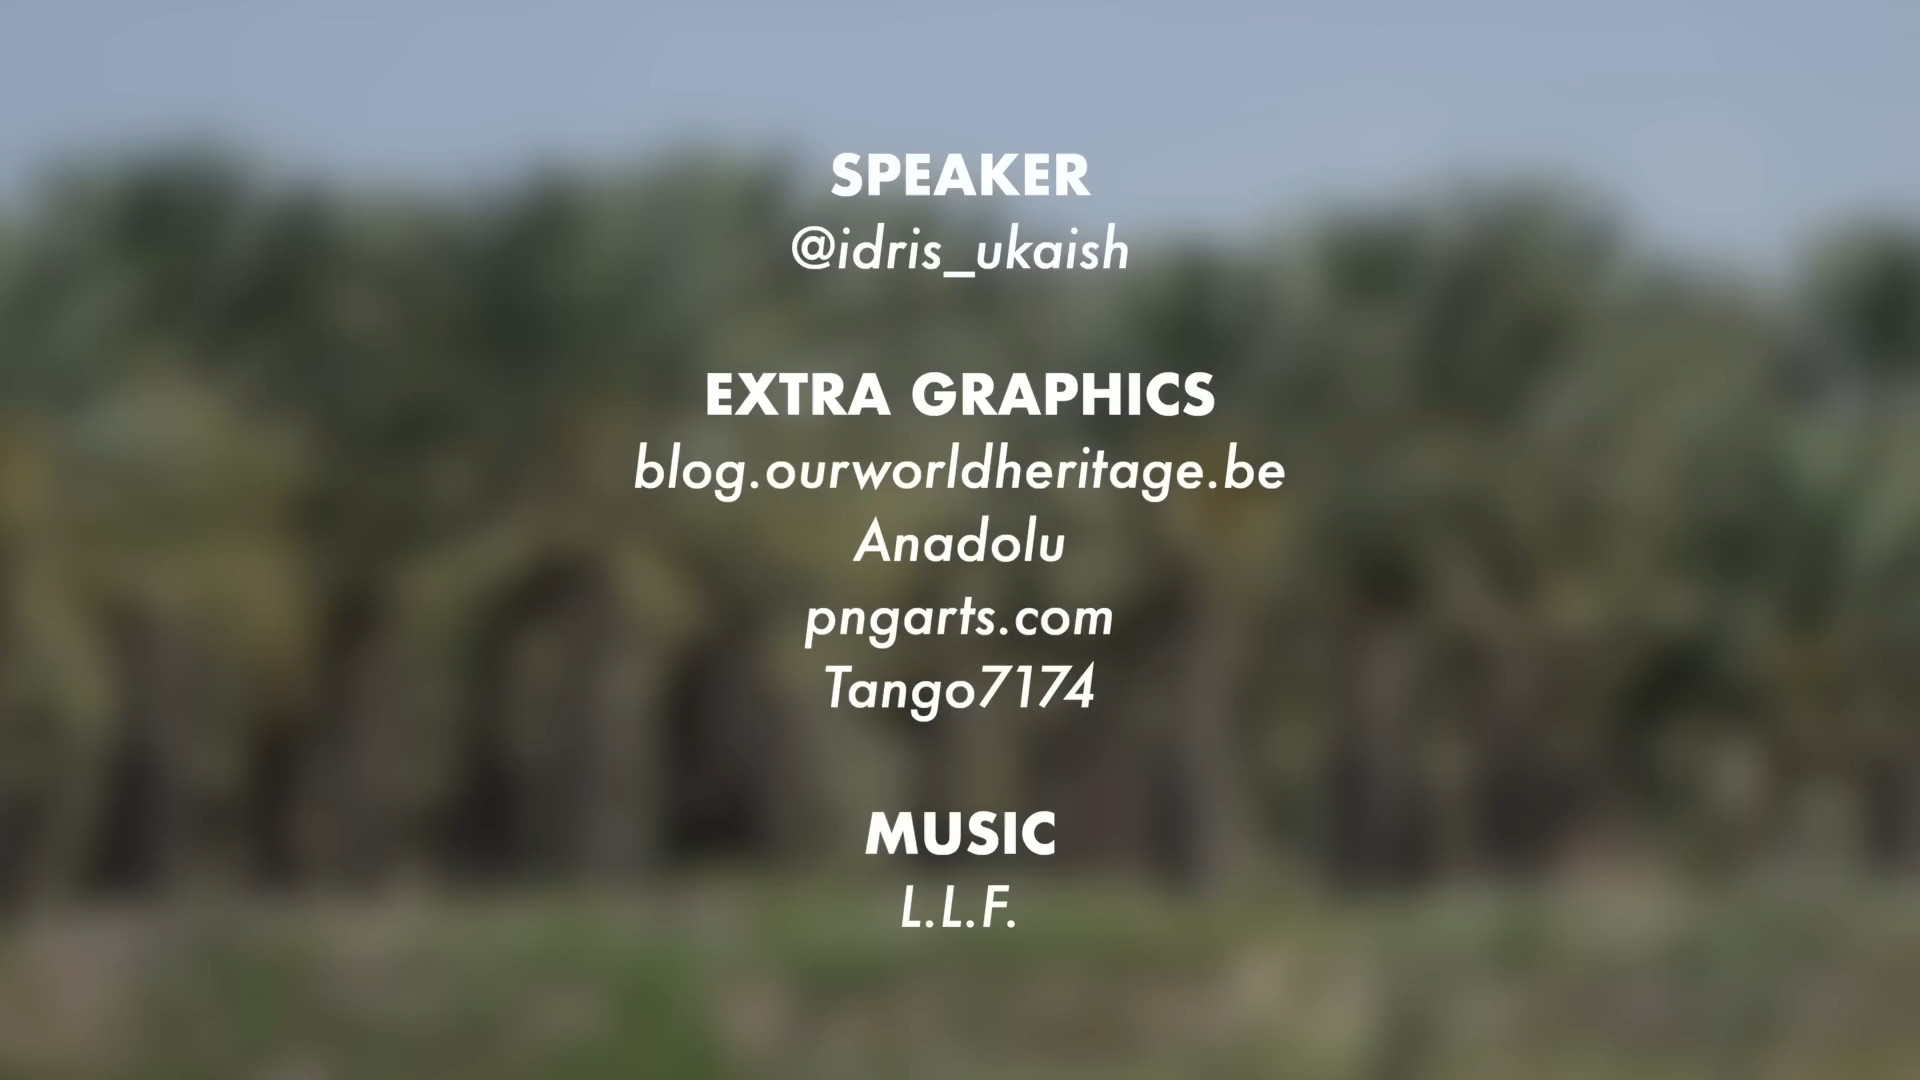 SPEAKER
@idris_ukaish
EXTRA GRAPHICS
blog.ourworldheritage.be
Anadolu
pngarts.com
Tango7174
MUSIC
L.L.F.